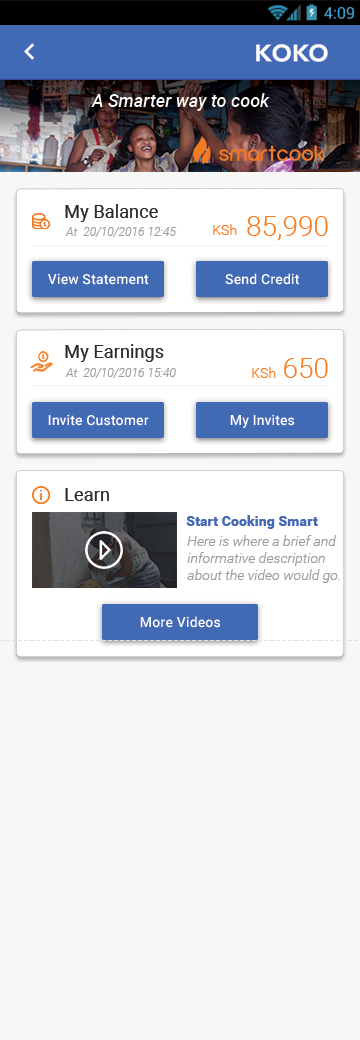 4:09
KOKO
A Smarter way to cook
smartcook
My Balance
At 20/10/2016 12:45
KSh 85,990
View Statement
Send Credit
My Earnings
At 20/10/2016 15:40
KSh 650
Invite Customer
My Invites
Learn
Start Cooking Smart
Here is where a brief and
informative description
about the video would go.
More Videos